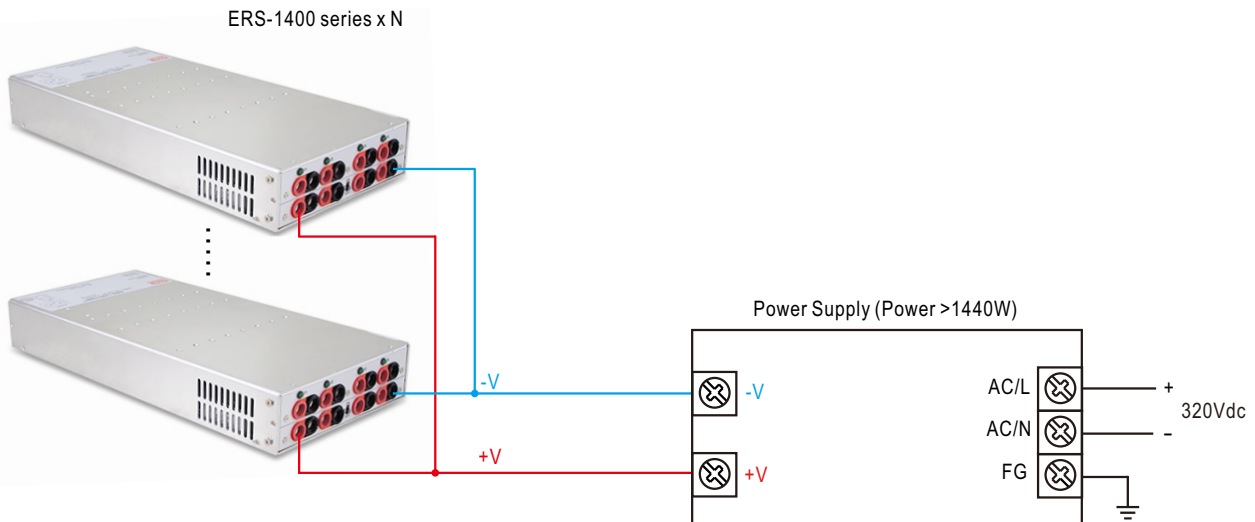 ERS-1400 series x N
Power Supply (Power >1440W)
-V
-V
AC/L
+
320Vdc
AC/N
-
+V
+V
FG